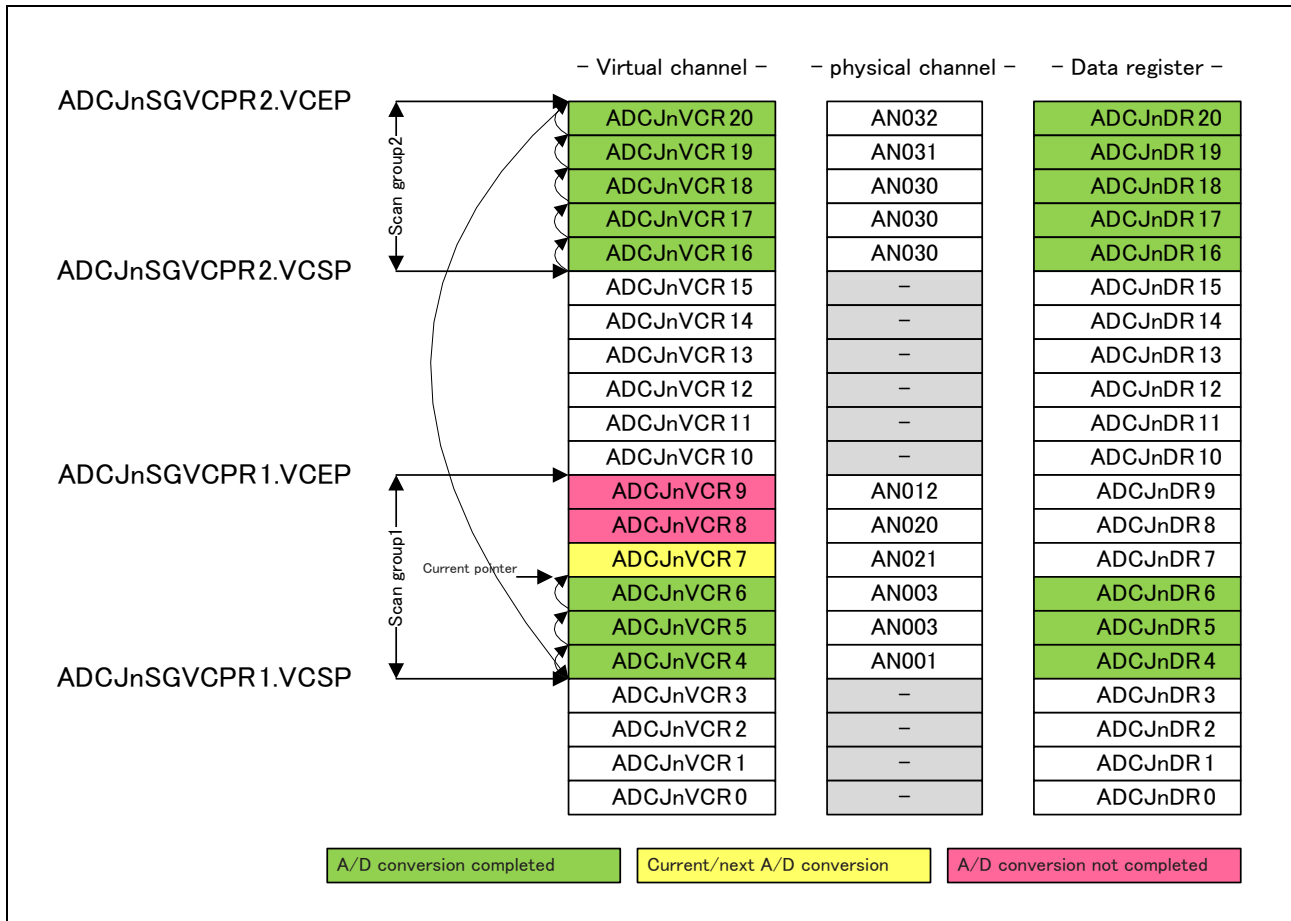 - Virtual channel -
- physical channel -
- Data register -
ADCJnSGVCPR2.VCEP
Scan group2
ADCJnSGVCPR2.VCSP
ADCJnSGVCPR1.VCEP
Scan group1
Current pointer
ADCJnSGVCPR1.VCSP
ADCJnVCR20 AN032 ADCJnDR20
ADCJnVCR19 AN031 ADCJnDR19
ADCJnVCR18 AN030 ADCJnDR18
ADCJnVCR17 AN030 ADCJnDR17
ADCJnVCR16 AN030 ADCJnDR16
ADCJnVCR15 - ADCJnDR15
ADCJnVCR14 - ADCJnDR14
ADCJnVCR13 - ADCJnDR13
ADCJnVCR12 - ADCJnDR12
ADCJnVCR11 - ADCJnDR11
ADCJnVCR10 - ADCJnDR10
ADCJnVCR9 AN012 ADCJnDR9
ADCJnVCR8 AN020 ADCJnDR8
ADCJnVCR7 AN021 ADCJnDR7
ADCJnVCR6 AN003 ADCJnDR6
ADCJnVCR5 AN003 ADCJnDR5
ADCJnVCR4 AN001 ADCJnDR4
ADCJnVCR3 - ADCJnDR3
ADCJnVCR2 - ADCJnDR2
ADCJnVCR1 - ADCJnDR1
ADCJnVCR0 - ADCJnDR0
A/D conversion completed
Current/next A/D conversion
A/D conversion not completed